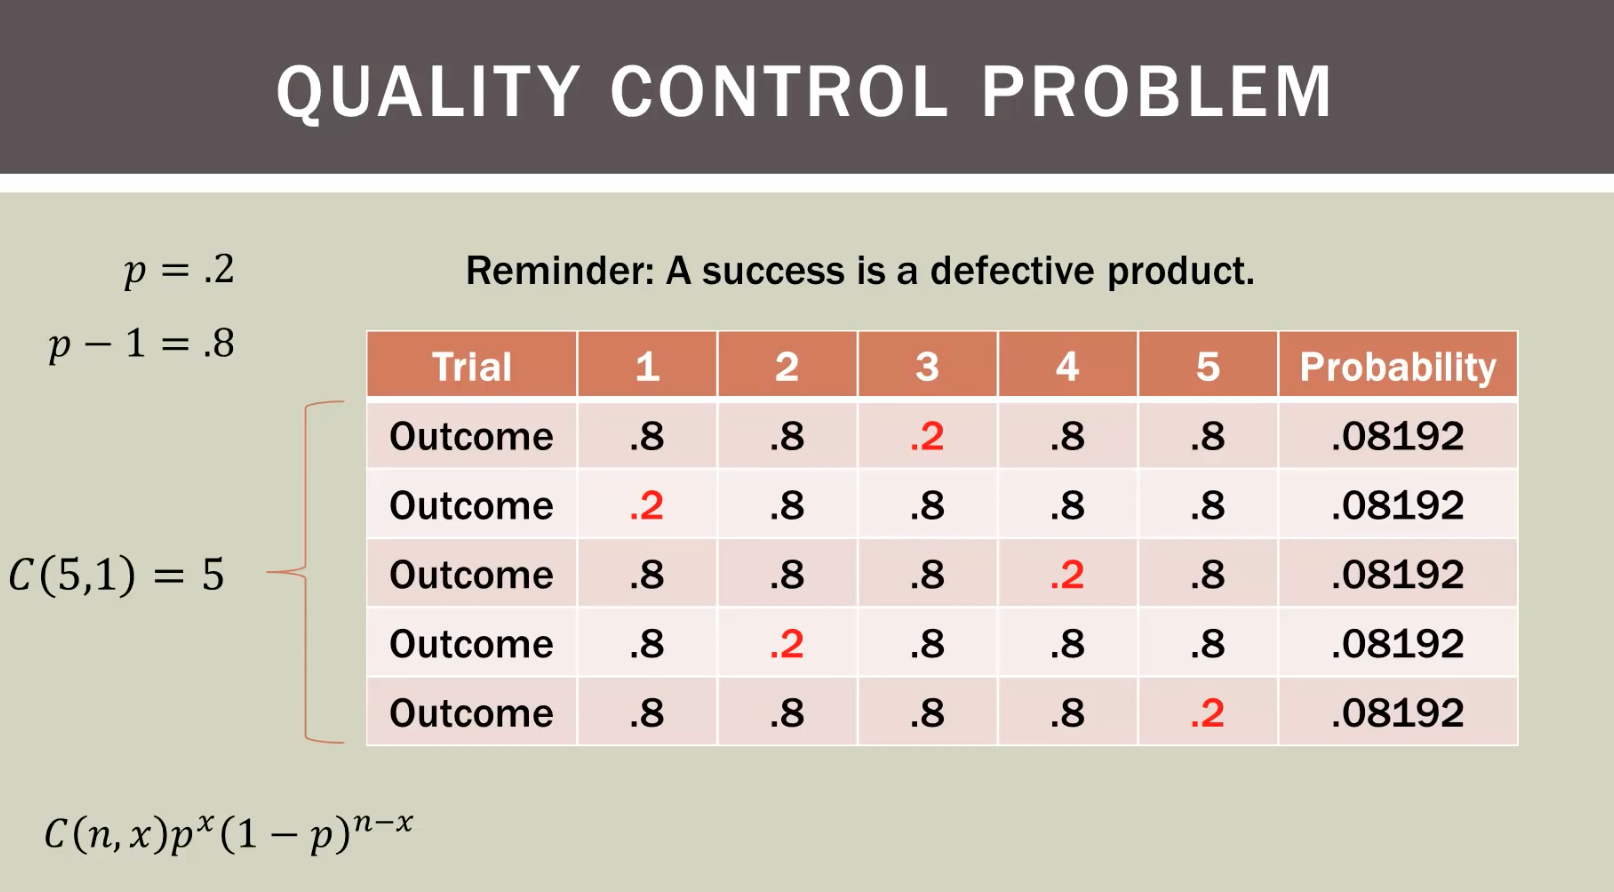 QUALITY CONTROL PROBLEM
p = .2
Reminder: A success is a defective product.
p − 1 = .8
Trial 1 2 3 4 5 Probability
Outcome .8 .8 .2 .8 .8 .08192
Outcome .2 .8 .8 .8 .8 .08192
C(5,1) = 5
Outcome .8 .8 .8 .2 .8 .08192
Outcome .8 .2 .8 .8 .8 .08192
Outcome .8 .8 .8 .8 .2 .08192
C(n, x)pˣ(1 − p)ⁿ⁻ˣ